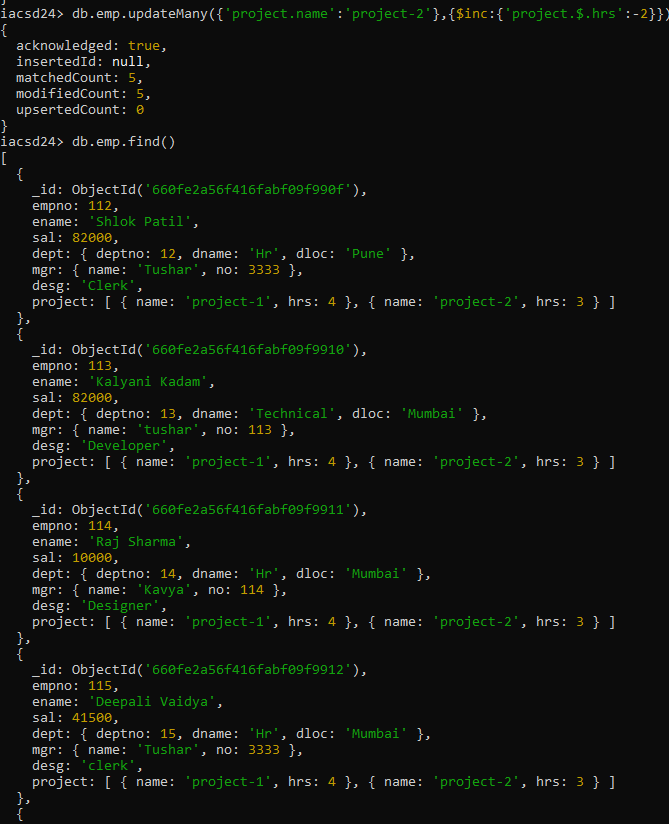 }
iacsd24> db.emp.updateMany({'project.name':'project-2'},{$inc:{'project.$.hrs':-2}})
{
  acknowledged: true,
  insertedId: null,
  matchedCount: 5,
  modifiedCount: 5,
  upsertedCount: 0
}
iacsd24> db.emp.find()
[
  {
    _id: ObjectId('660fe2a56f416fabf09f990f'),
    empno: 112,
    ename: 'Shlok Patil',
    sal: 82000,
    dept: { deptno: 12, dname: 'Hr', dloc: 'Pune' },
    mgr: { name: 'Tushar', no: 3333 },
    desg: 'Clerk',
    project: [ { name: 'project-1', hrs: 4 }, { name: 'project-2', hrs: 3 } ]
  },
  {
    _id: ObjectId('660fe2a56f416fabf09f9910'),
    empno: 113,
    ename: 'Kalyani Kadam',
    sal: 82000,
    dept: { deptno: 13, dname: 'Technical', dloc: 'Mumbai' },
    mgr: { name: 'tushar', no: 113 },
    desg: 'Developer',
    project: [ { name: 'project-1', hrs: 4 }, { name: 'project-2', hrs: 3 } ]
  },
  {
    _id: ObjectId('660fe2a56f416fabf09f9911'),
    empno: 114,
    ename: 'Raj Sharma',
    sal: 10000,
    dept: { deptno: 14, dname: 'Hr', dloc: 'Mumbai' },
    mgr: { name: 'Kavya', no: 114 },
    desg: 'Designer',
    project: [ { name: 'project-1', hrs: 4 }, { name: 'project-2', hrs: 3 } ]
  },
  {
    _id: ObjectId('660fe2a56f416fabf09f9912'),
    empno: 115,
    ename: 'Deepali Vaidya',
    sal: 41500,
    dept: { deptno: 15, dname: 'Hr', dloc: 'Mumbai' },
    mgr: { name: 'Tushar', no: 3333 },
    desg: 'clerk',
    project: [ { name: 'project-1', hrs: 4 }, { name: 'project-2', hrs: 3 } ]
  },
  {